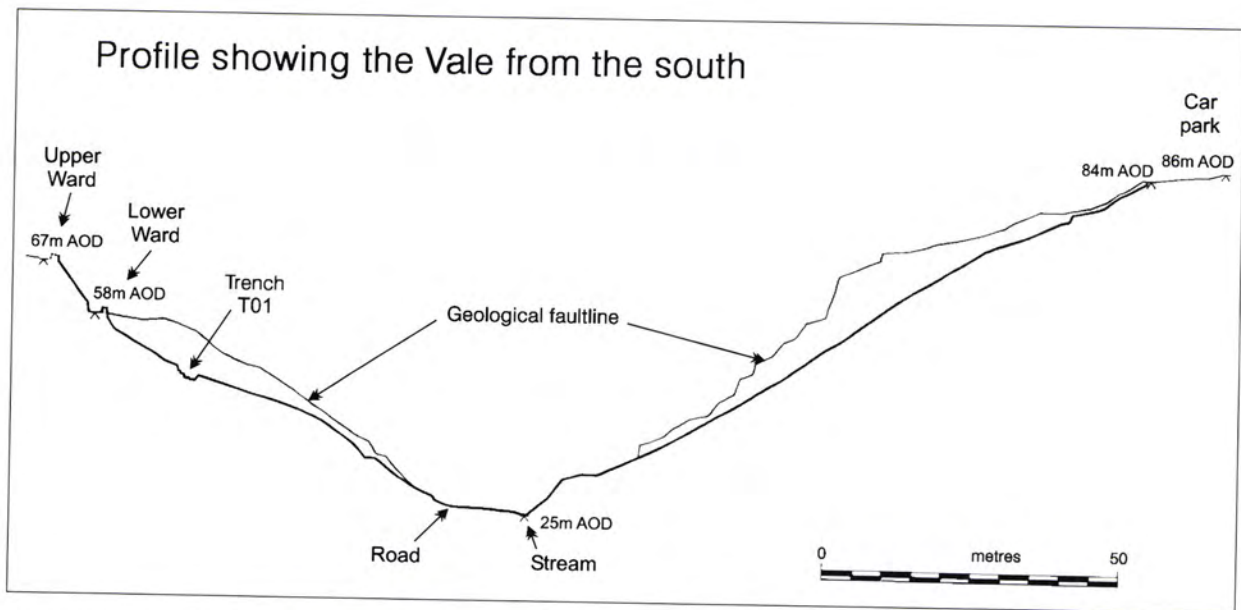 Profile showing the Vale from the south
Car
park
Upper
Ward
84m AOD
86m AOD
Lower
Ward
67m AOD
58m AOD
Trench
T01
Geological faultline
25m AOD
Road
Stream
0
metres
50